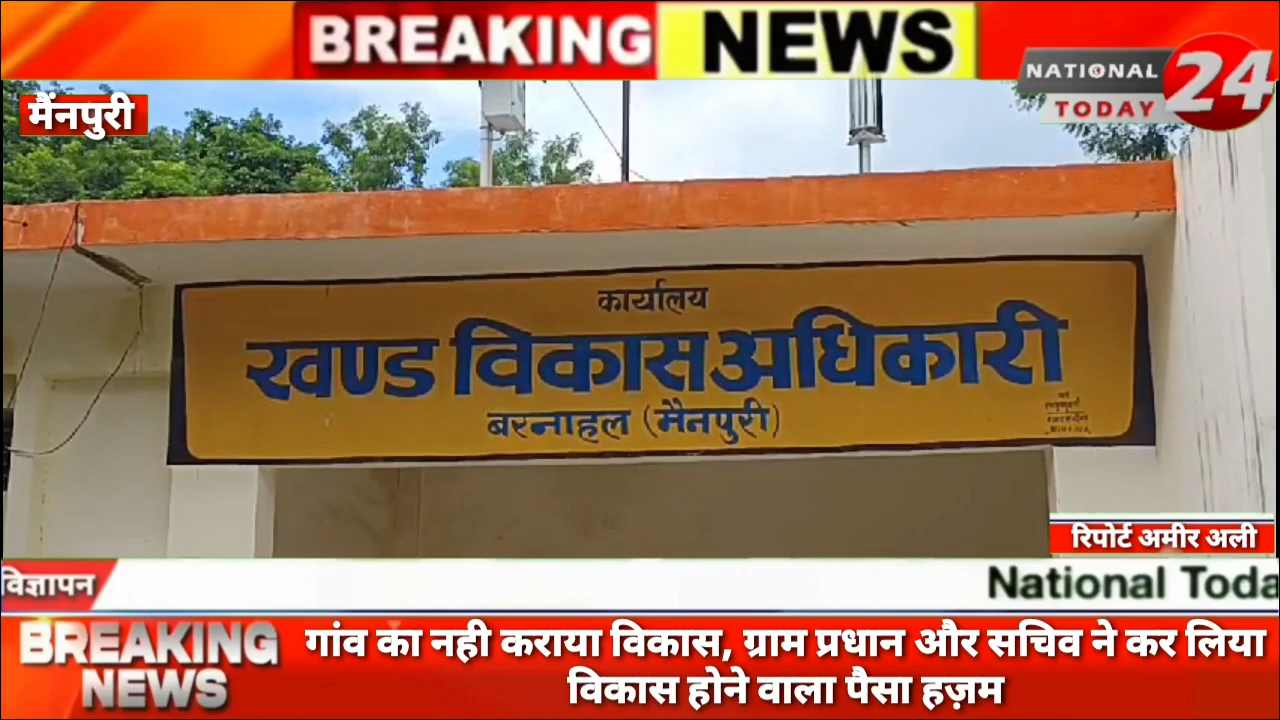 BREAKING NEWS
NATIONAL
TODAY
24
मैंनपुरी
कार्यालय
खण्ड विकास अधिकारी
बरनाहल (मैनपुरी)
रिपोर्ट अमीर अली
विज्ञापन
National Toda
BREAKING
NEWS
गांव का नही कराया विकास, ग्राम प्रधान और सचिव ने कर लिया
विकास होने वाला पैसा हज़म